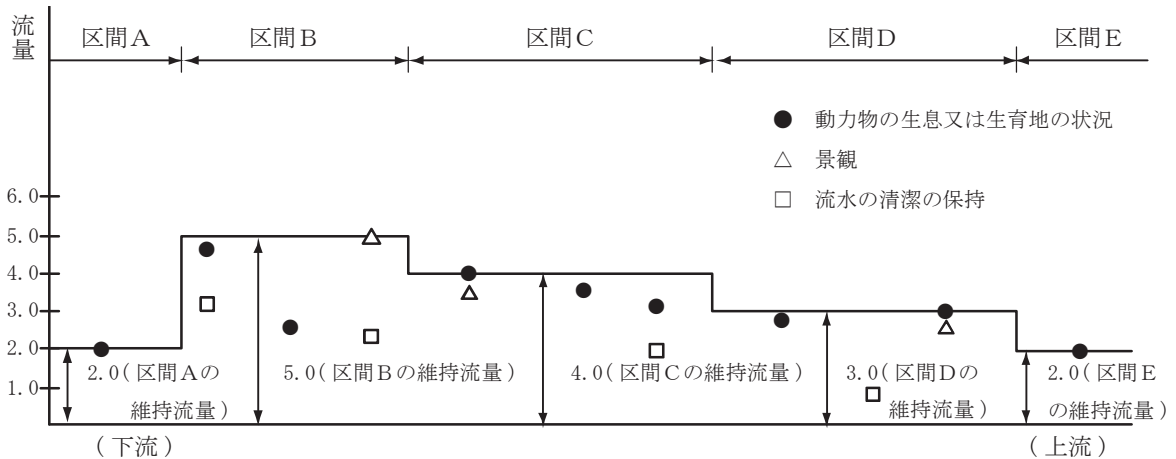 流量
区間A 区間B 区間C 区間D 区間E
● 動力物の生息又は生育地の状況
△ 景観
□ 流水の清潔の保持
6.0
5.0
4.0
3.0
2.0
1.0
2.0(区間Aの
維持流量)
5.0(区間Bの維持流量)
4.0(区間Cの維持流量)
3.0(区間Dの
維持流量)
2.0(区間E
の維持流量)
(下流)
(上流)